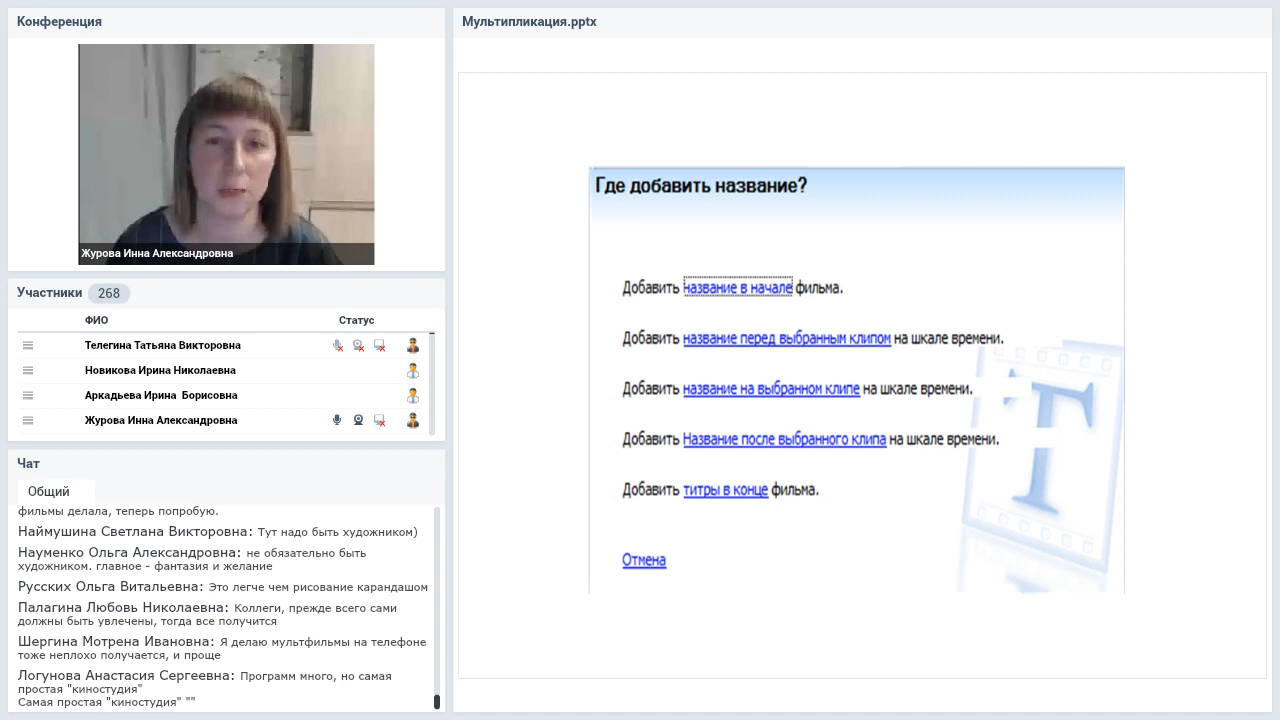 Конференция
Журова Инна Александровна
Участники 268
ФИО Статус
Телегина Татьяна Викторовна
Новикова Ирина Николаевна
Аркадьева Ирина Борисовна
Журова Инна Александровна
Чат
Общий
фильмы делала, теперь попробую.
Наймушина Светлана Викторовна: Тут надо быть художником)
Науменко Ольга Александровна: не обязательно быть
художником. главное - фантазия и желание
Русских Ольга Витальевна: Это легче чем рисование карандашом
Палагина Любовь Николаевна: Коллеги, прежде всего сами
должны быть увлечены, тогда все получится
Шергина Мотрена Ивановна: Я делаю мультфильмы на телефоне
тоже неплохо получается, и проще
Логунова Анастасия Сергеевна: Программ много, но самая
простая "киностудия"
Самая простая "киностудия" ""
Мультипликация.pptx
Где добавить название?
Добавить название в начале фильма.
Добавить название перед выбранным клипом на шкале времени.
Добавить название на выбранном клипе на шкале времени.
Добавить Название после выбранного клипа на шкале времени.
Добавить титры в конце фильма.
Отмена
T